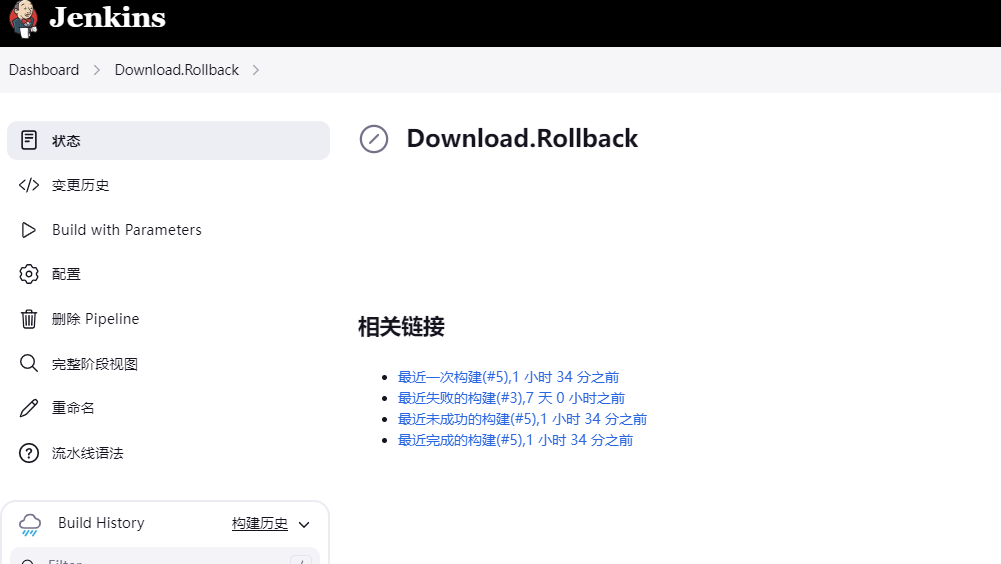 Jenkins
Dashboard
Download.Rollback
状态
变更历史
Build with Parameters
配置
删除 Pipeline
完整阶段视图
重命名
流水线语法
Build History
构建历史
Filter
/
Download.Rollback
相关链接
最近一次构建(#5),1 小时 34 分之前
最近失败的构建(#3),7 天 0 小时之前
最近未成功的构建(#5),1 小时 34 分之前
最近完成的构建(#5),1 小时 34 分之前